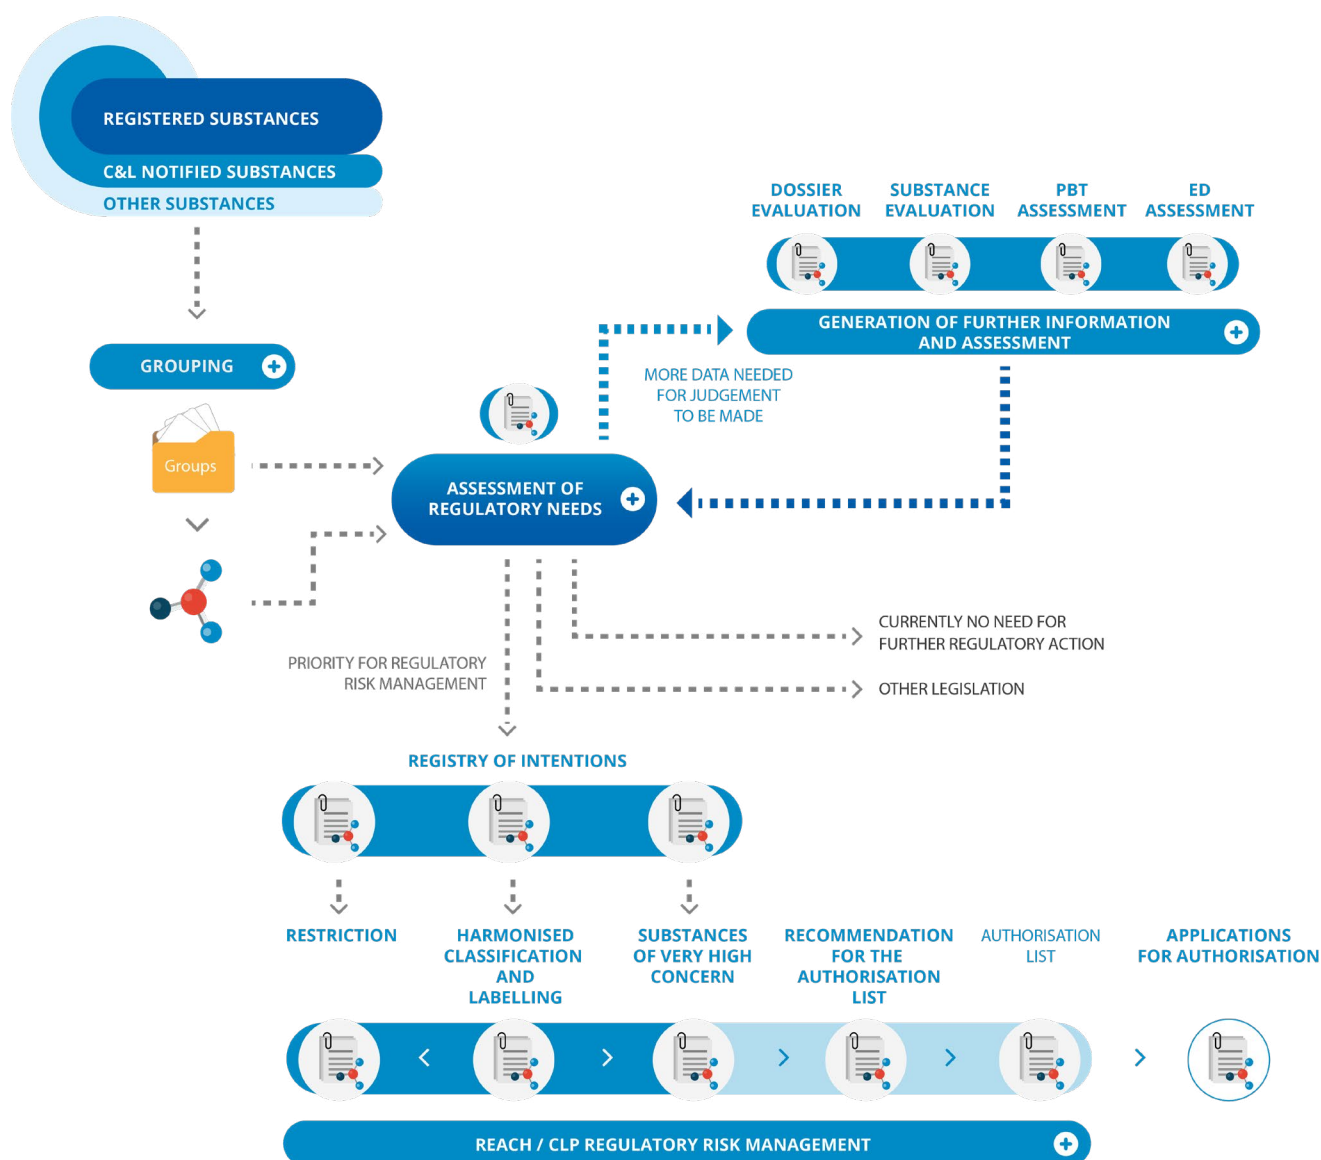 REGISTERED SUBSTANCES
C&L NOTIFIED SUBSTANCES
OTHER SUBSTANCES
DOSSIER
EVALUATION
SUBSTANCE
EVALUATION
PBT
ASSESSMENT
ED
ASSESSMENT
GENERATION OF FURTHER INFORMATION
AND ASSESSMENT
GROUPING
MORE DATA NEEDED
FOR JUDGEMENT
TO BE MADE
Groups
ASSESSMENT OF
REGULATORY NEEDS
CURRENTLY NO NEED FOR
FURTHER REGULATORY ACTION
PRIORITY FOR REGULATORY
RISK MANAGEMENT
OTHER LEGISLATION
REGISTRY OF INTENTIONS
RESTRICTION
HARMONISED
CLASSIFICATION
AND
LABELLING
SUBSTANCES
OF VERY HIGH
CONCERN
RECOMMENDATION
FOR THE
AUTHORISATION
LIST
AUTHORISATION
LIST
APPLICATIONS
FOR AUTHORISATION
REACH / CLP REGULATORY RISK MANAGEMENT